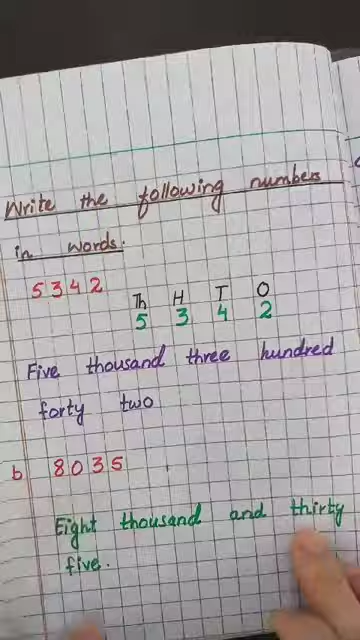 Write the following numbers
in words.
5342
Th H T O
5 3 4 2
Five thousand three hundred
forty two
b 8035
Eight thousand and thirty
five.